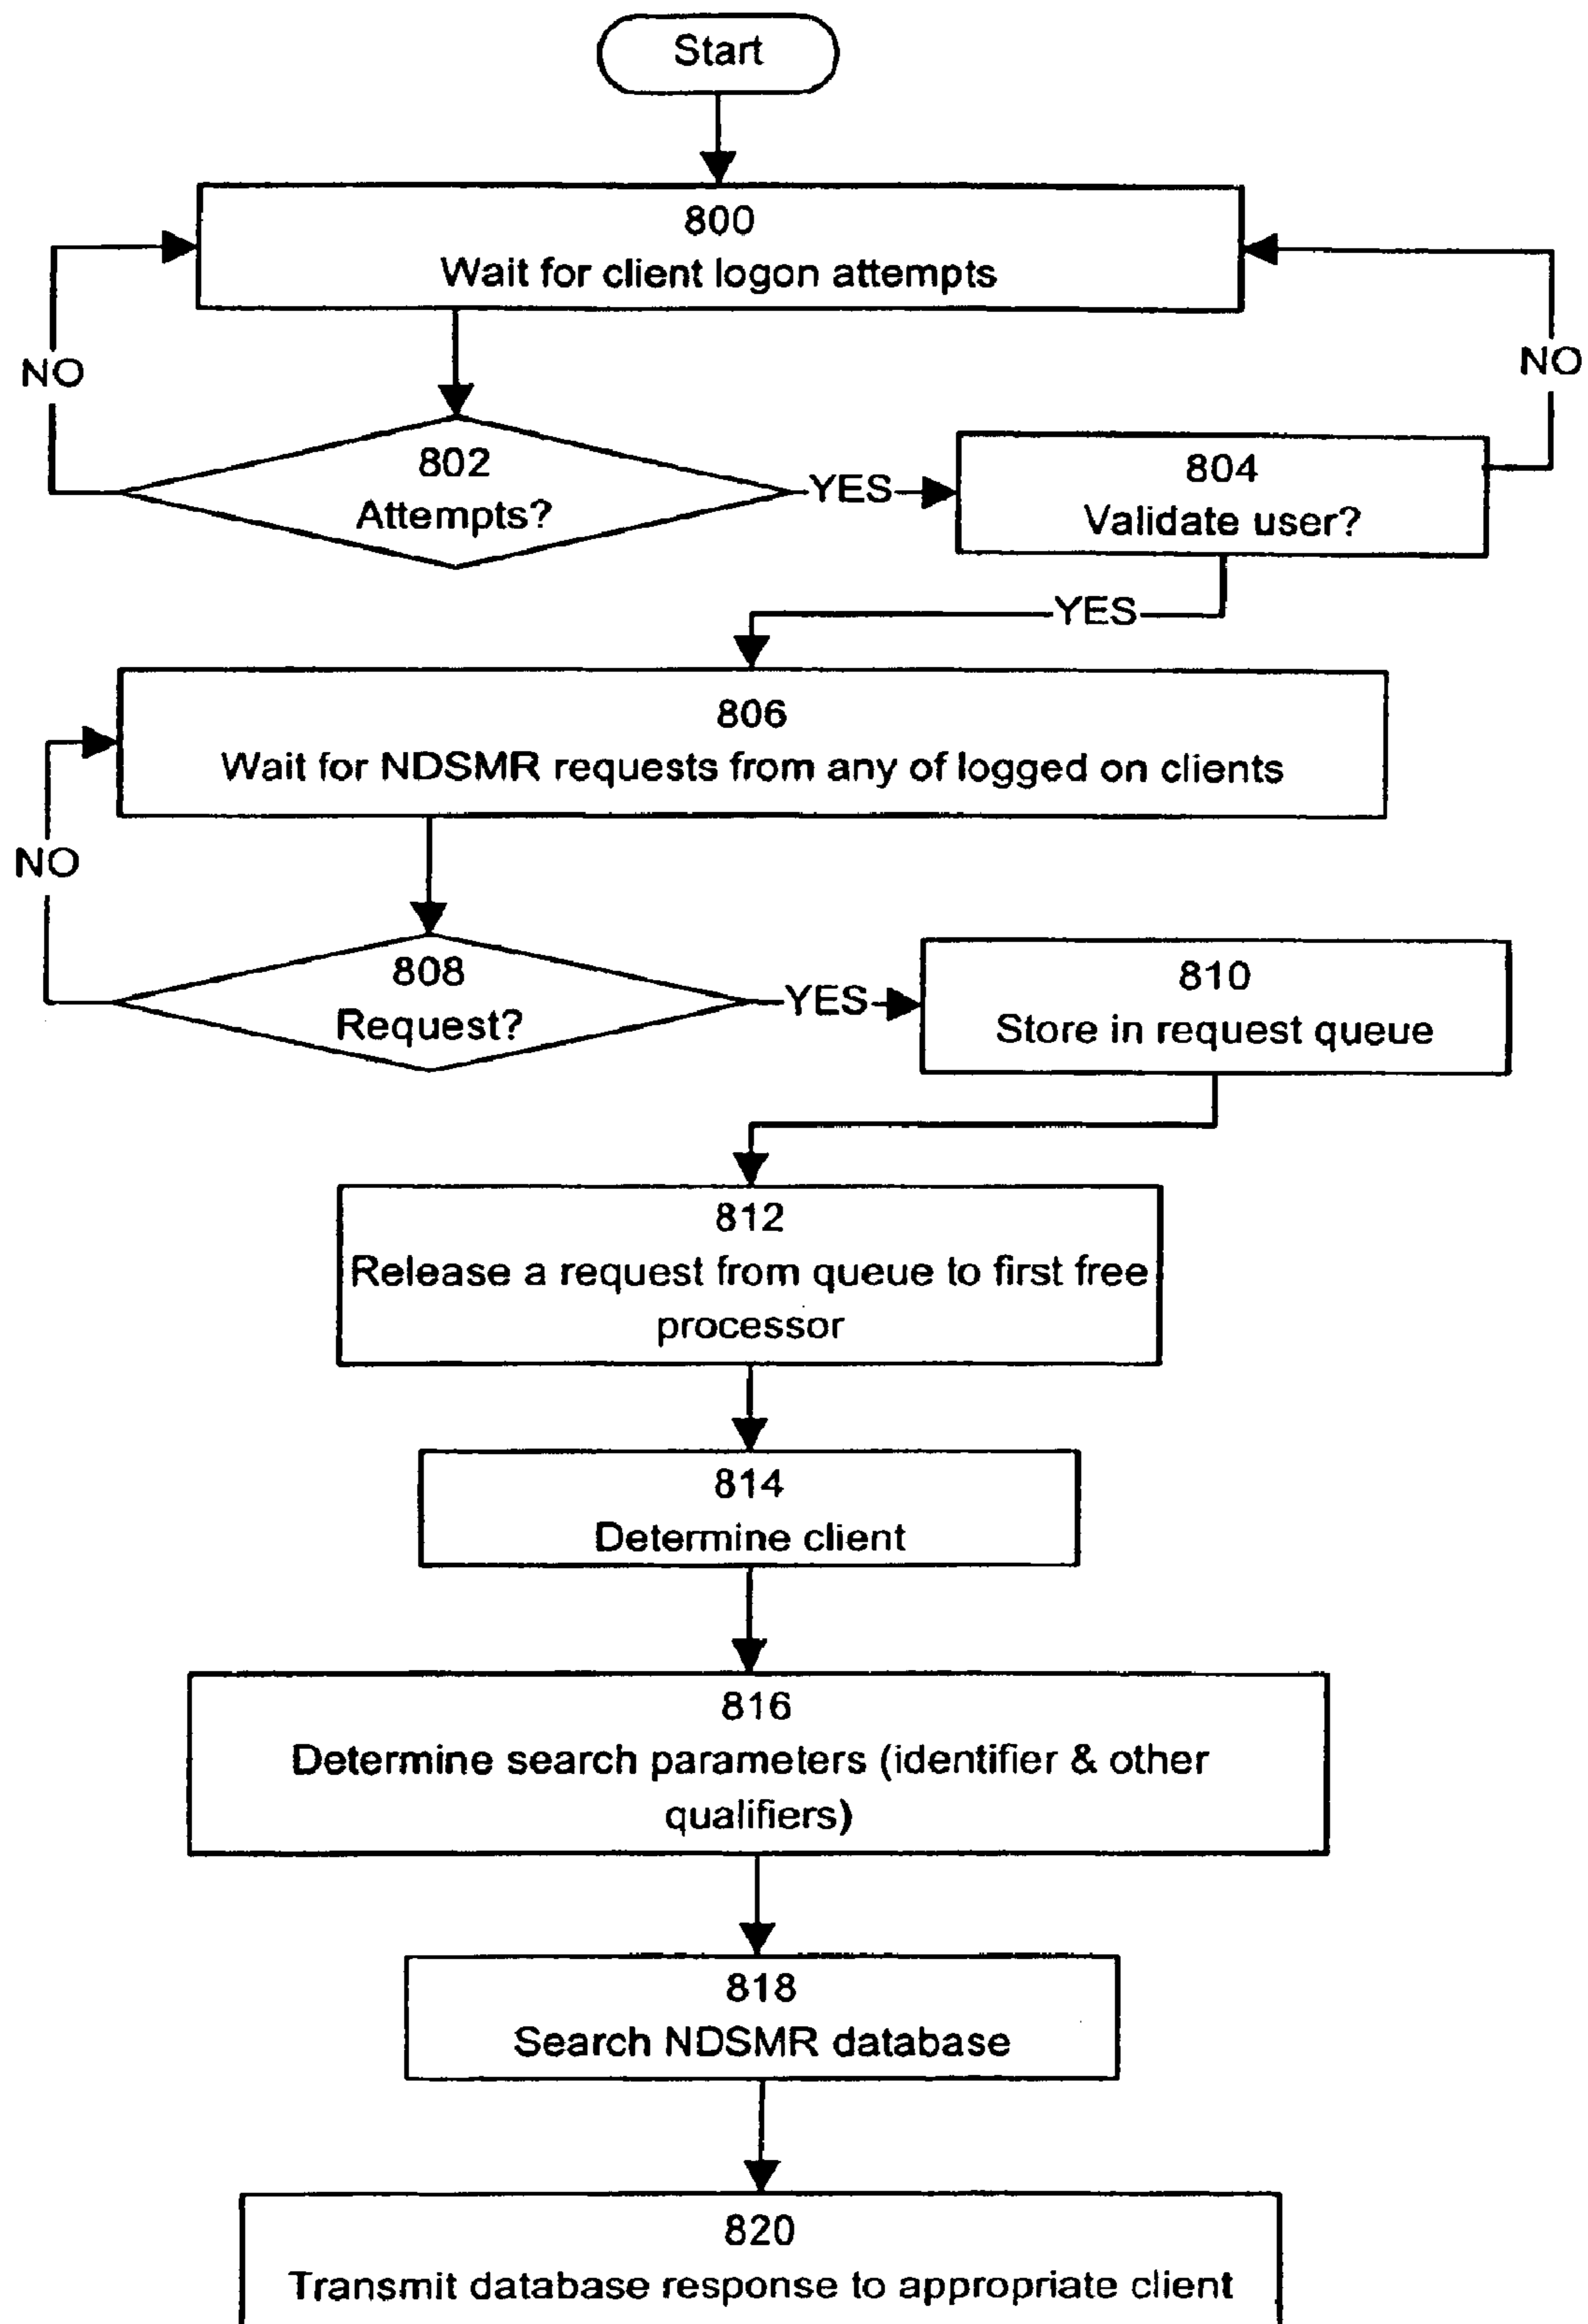 Start
800
Wait for client logon attempts
NO
NO
802
Attempts?
YES
804
Validate user?
YES
806
Wait for NDSMR requests from any of logged on clients
NO
808
Request?
YES
810
Store in request queue
812
Release a request from queue to first free
processor
814
Determine client
816
Determine search parameters (identifier & other
qualifiers)
818
Search NDSMR database
820
Transmit database response to appropriate client